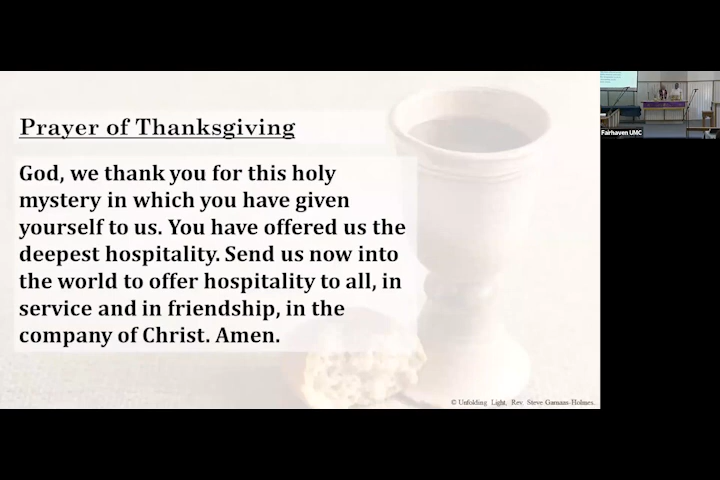 Prayer of Thanksgiving
God, we thank you for this holy
mystery in which you have given
yourself to us. You have offered us the
deepest hospitality. Send us now into
the world to offer hospitality to all, in
service and in friendship, in the
company of Christ. Amen.
© Unfolding Light, Rev. Steve Garnaas-Holmes.
Fairhaven UMC